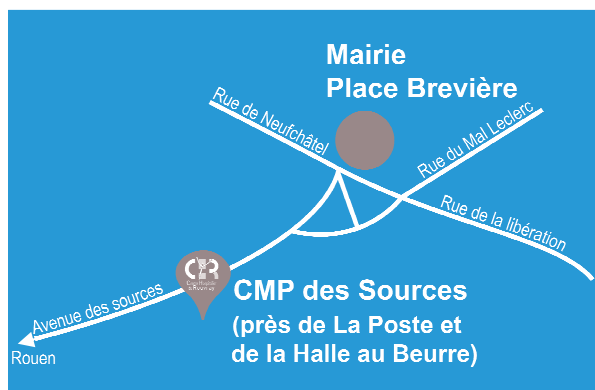 Mairie
Place Brevière
Rue de Neufchâtel
Rue du Mal Leclerc
Rue de la libération
CHR
CMP des Sources
Avenue des sources
(près de La Poste et
de la Halle au Beurre)
Rouen